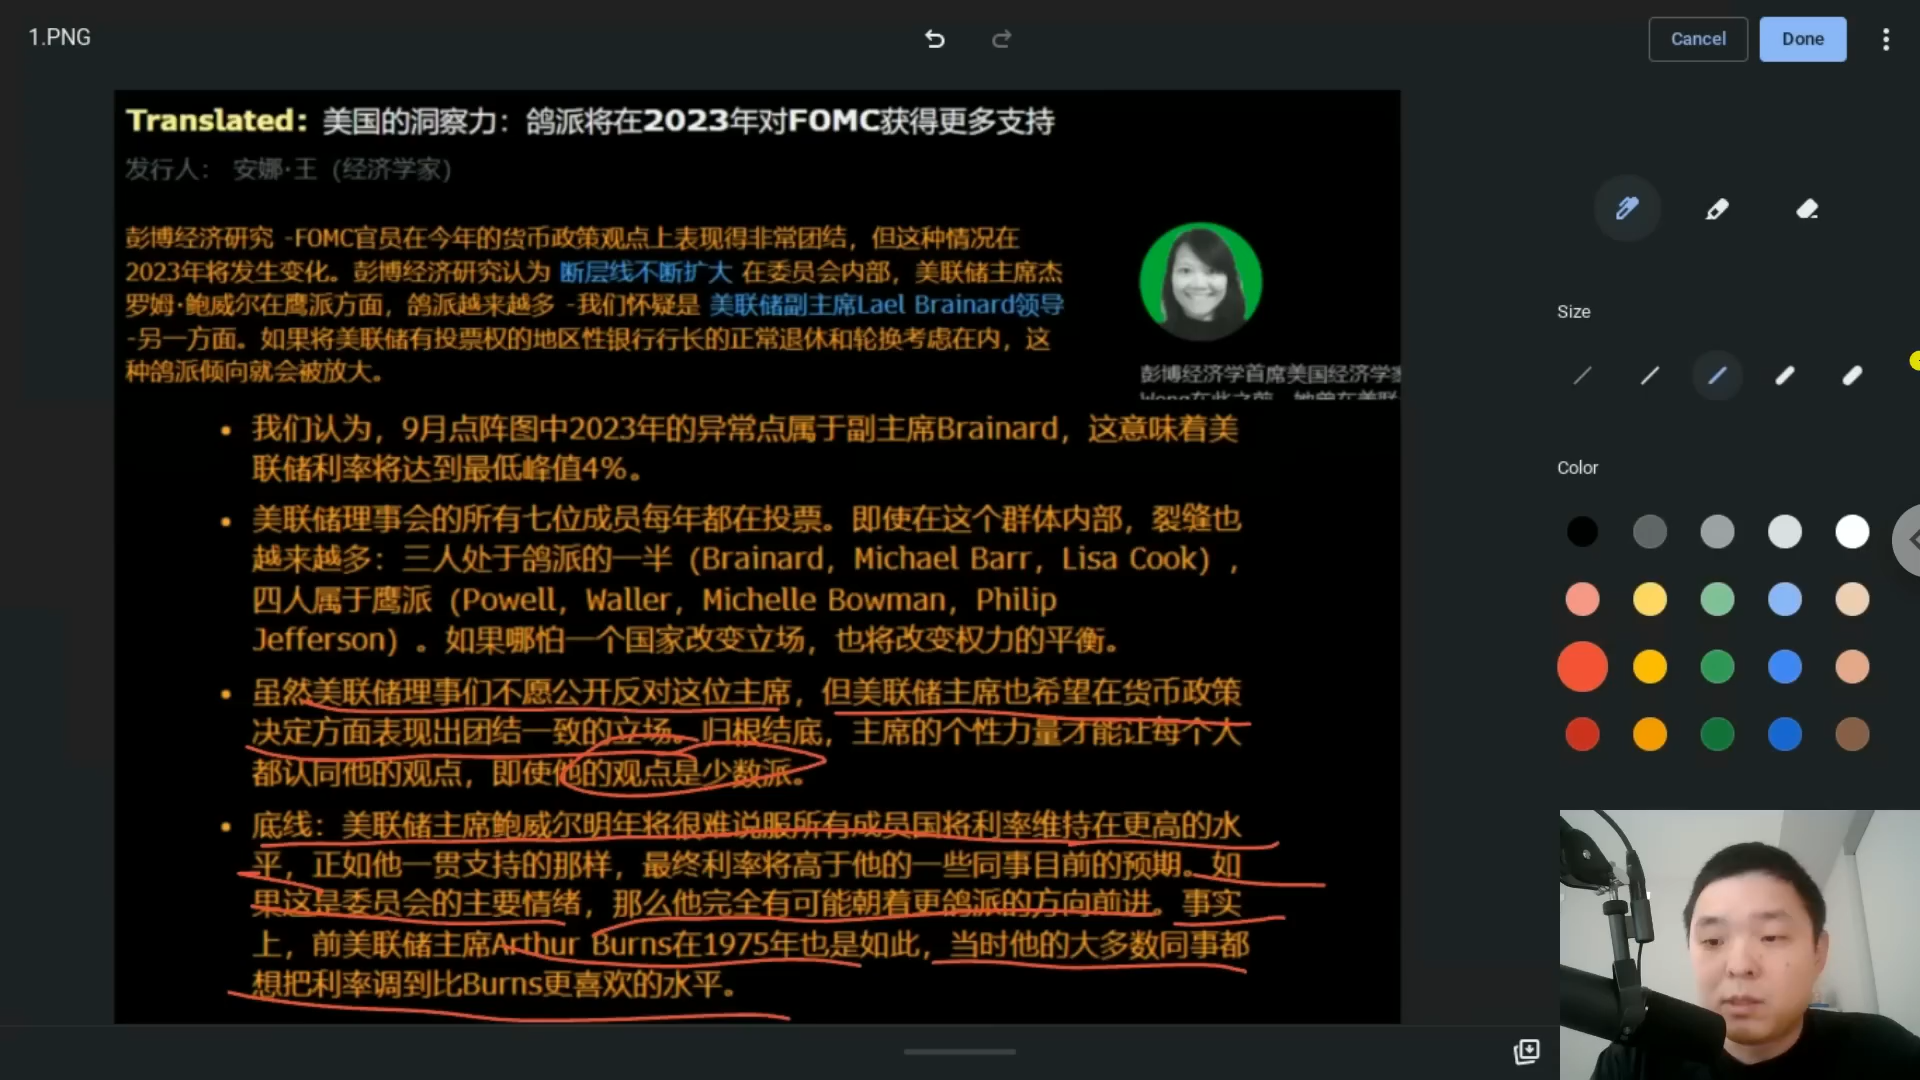 1.PNG
Cancel
Done
Translated: 美国的洞察力：鸽派将在2023年对FOMC获得更多支持
发行人： 安娜·王（经济学家）
彭博经济研究 -FOMC官员在今年的货币政策观点上表现得非常团结，但这种情况在
2023年将发生变化。彭博经济研究认为 断层线不断扩大 在委员会内部，美联储主席杰
罗姆·鲍威尔在鹰派方面，鸽派越来越多 -我们怀疑是 美联储副主席Lael Brainard领导
-另一方面。如果将美联储有投票权的地区性银行行长的正常退休和轮换考虑在内，这
种鸽派倾向就会被放大。
彭博经济学首席美国经济学家
• 我们认为，9月点阵图中2023年的异常点属于副主席Brainard，这意味着美
联储利率将达到最低峰值4%。
• 美联储理事会的所有七位成员每年都在投票。即使在这个群体内部，裂缝也
越来越多：三人处于鸽派的一半（Brainard，Michael Barr，Lisa Cook），
四人属于鹰派（Powell，Waller，Michelle Bowman，Philip
Jefferson）。如果哪怕一个国家改变立场，也将改变权力的平衡。
• 虽然美联储理事们不愿公开反对这位主席，但美联储主席也希望在货币政策
决定方面表现出团结一致的立场。归根结底，主席的个性力量才能让每个人
都认同他的观点，即使他的观点是少数派。
• 底线：美联储主席鲍威尔明年将很难说服所有成员国将利率维持在更高的水
平，正如他一贯支持的那样，最终利率将高于他的一些同事目前的预期。如
果这是委员会的主要情绪，那么他完全有可能朝着更鸽派的方向前进。事实
上，前美联储主席Arthur Burns在1975年也是如此，当时他的大多数同事都
想把利率调到比Burns更喜欢的水平。
Size
Color